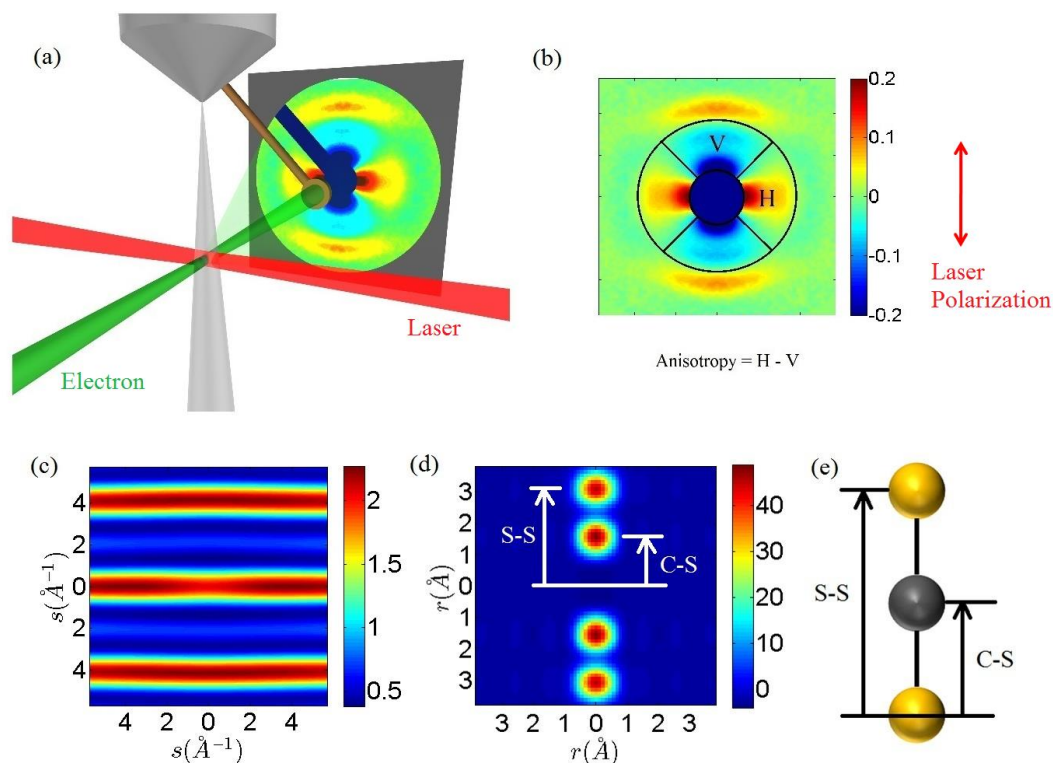 (a)
Laser
Electron
(b)
V
H
0.2
0.1
0
-0.1
-0.2
Laser
Polarization
Anisotropy = H - V
(c)
4
2
0
2
4
s(Å⁻¹)
4 2 0 2 4
s(Å⁻¹)
2
1.5
1
0.5
(d)
3
2
1
0
1
2
3
r(Å)
S-S
C-S
3 2 1 0 1 2 3
r(Å)
40
30
20
10
0
(e)
S-S
C-S